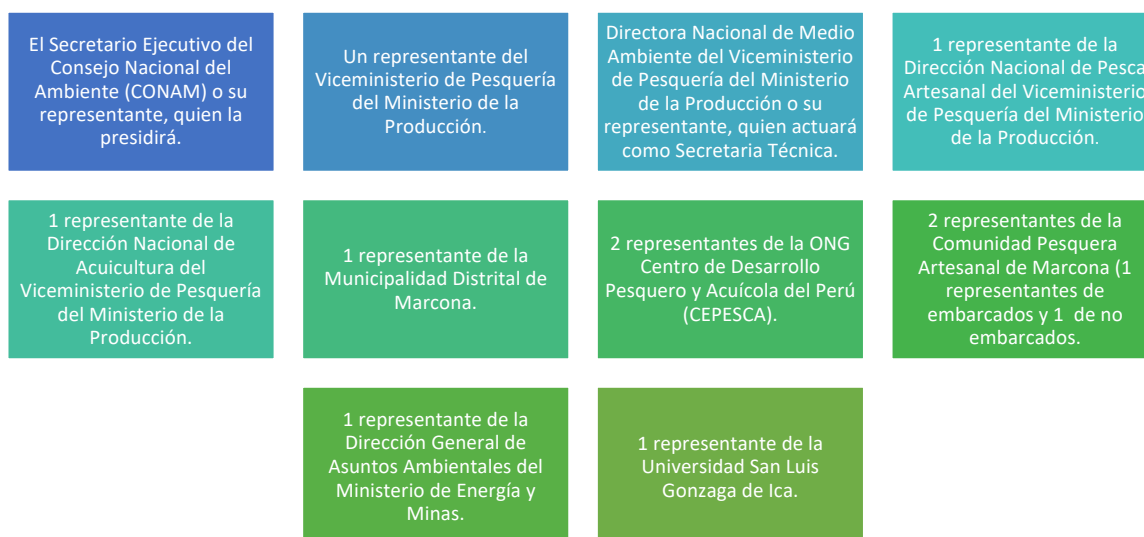 El Secretario Ejecutivo del
Consejo Nacional del
Ambiente (CONAM) o su
representante, quien la
presidirá.
Un representante del
Viceministerio de Pesquería
del Ministerio de la
Producción.
Directora Nacional de Medio
Ambiente del Viceministerio
de Pesquería del Ministerio
de la Producción o su
representante, quien actuará
como Secretaria Técnica.
1 representante de la
Dirección Nacional de Pesca
Artesanal del Viceministerio
de Pesquería del Ministerio
de la Producción.
1 representante de la
Dirección Nacional de
Acuicultura del
Viceministerio de Pesquería
del Ministerio de la
Producción.
1 representante de la
Municipalidad Distrital de
Marcona.
2 representantes de la ONG
Centro de Desarrollo
Pesquero y Acuícola del Perú
(CEPESCA).
2 representantes de la
Comunidad Pesquera
Artesanal de Marcona (1
representantes de
embarcados y 1 de no
embarcados.
1 representante de la
Dirección General de
Asuntos Ambientales del
Ministerio de Energía y
Minas.
1 representante de la
Universidad San Luis
Gonzaga de Ica.